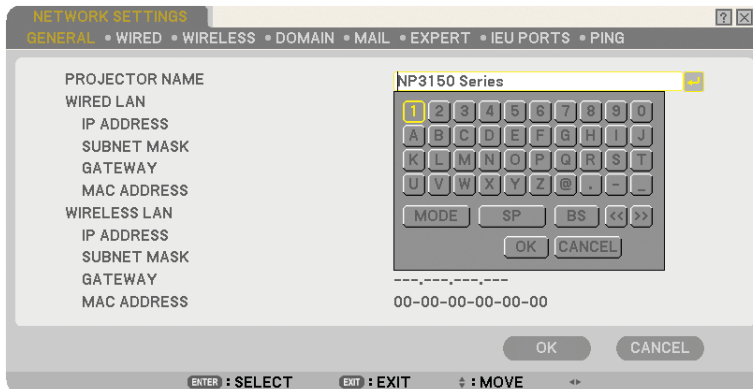 NETWORK SETTINGS
GENERAL • WIRED • WIRELESS • DOMAIN • MAIL • EXPERT • IEU PORTS • PING
PROJECTOR NAME NP3150 Series
WIRED LAN
IP ADDRESS
SUBNET MASK
GATEWAY
MAC ADDRESS
WIRELESS LAN
IP ADDRESS
SUBNET MASK
GATEWAY ---.---.---.---
MAC ADDRESS 00-00-00-00-00-00
1 2 3 4 5 6 7 8 9 0
A B C D E F G H I J
K L M N O P Q R S T
U V W X Y Z @ . - _
MODE SP BS << >>
OK CANCEL
OK CANCEL
ENTER : SELECT EXIT : EXIT : MOVE